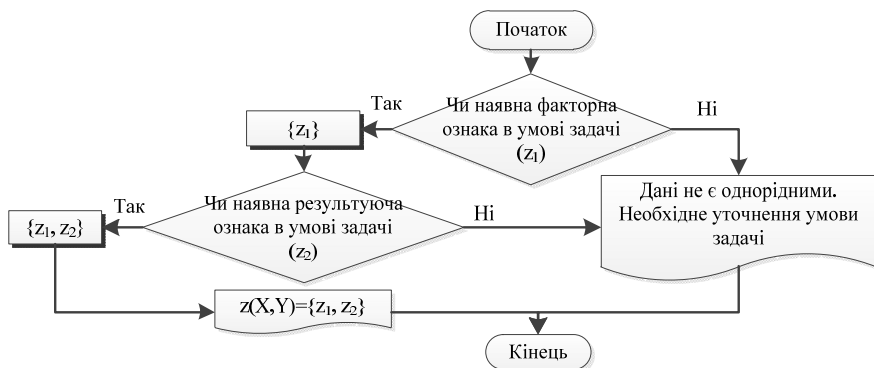 Початок
Чи наявна факторна
ознака в умові задачі
(z₁)
Так
Ні
{z₁}
Дані не є однорідними.
Необхідне уточнення умови
задачі
Чи наявна результуюча
ознака в умові задачі
(z₂)
Так
Ні
{z₁, z₂}
z(X,Y)={z₁, z₂}
Кінець